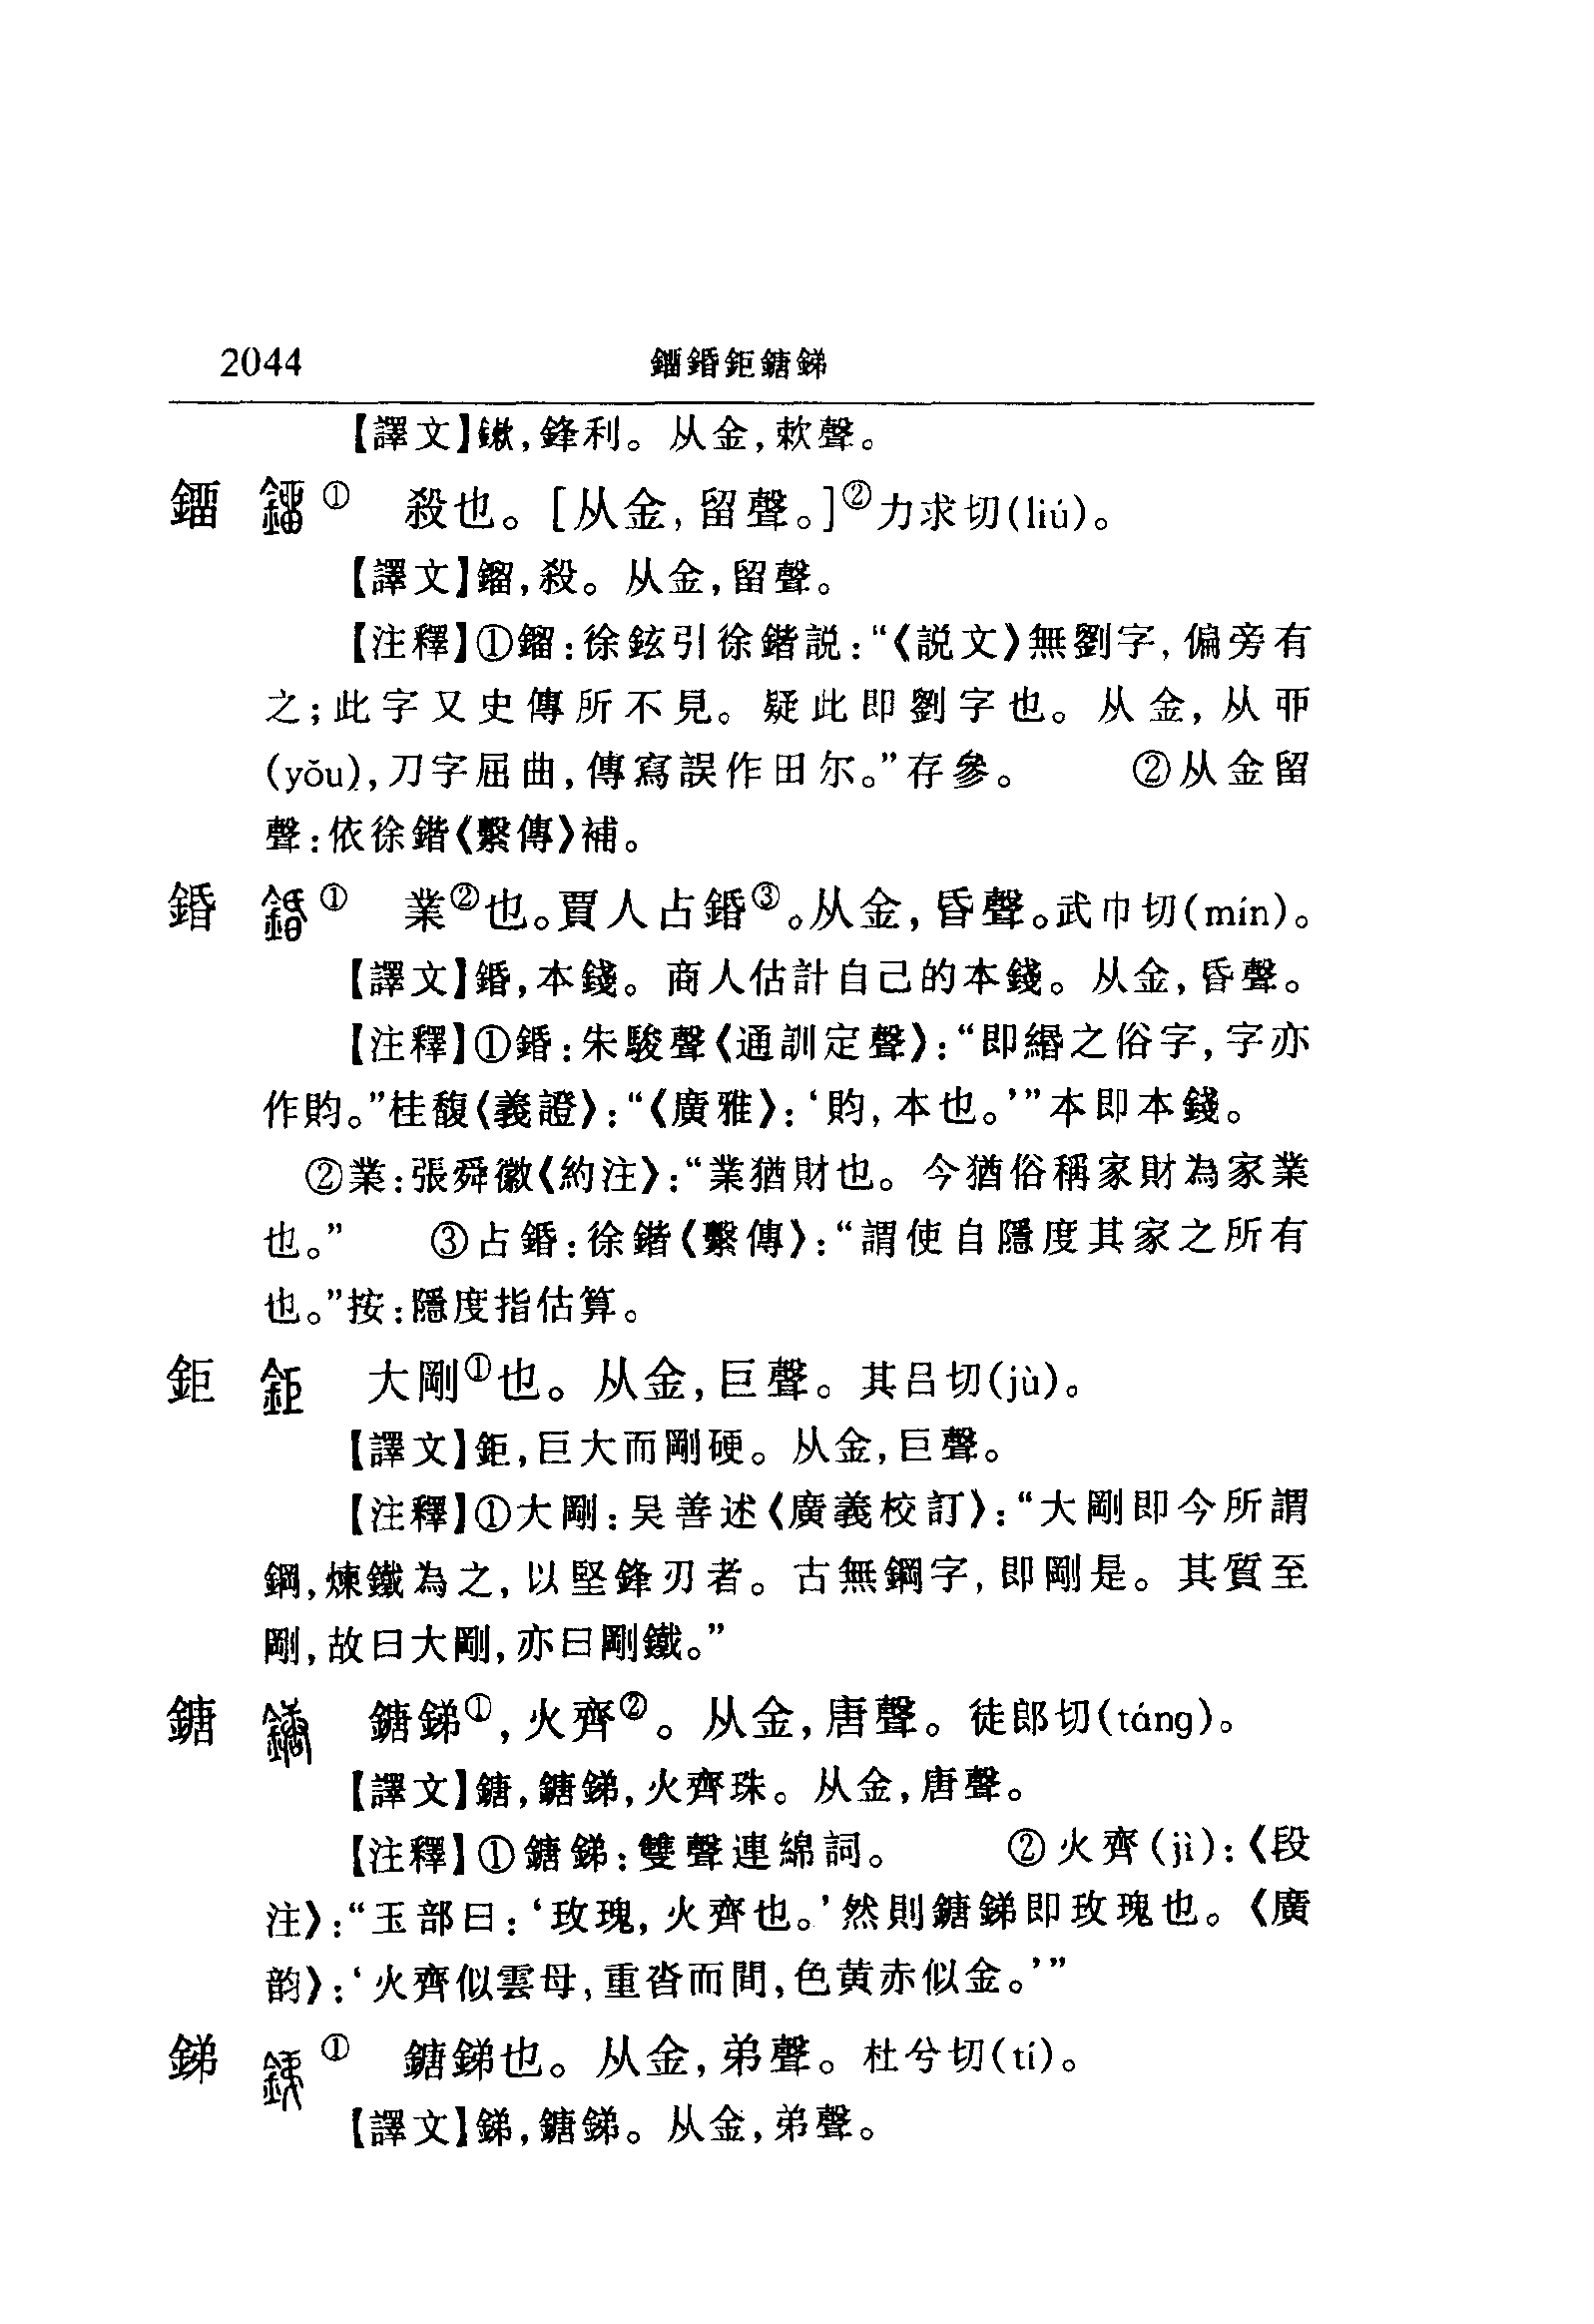 2044 鎦錉鉅鎕銻
【譯文】鏉,鋒利。从金,欶聲。
鎦 ① 殺也。[从金,留聲。]②力求切(liú)。
【譯文】鎦,殺。从金,留聲。
【注釋】①鎦:徐鉉引徐鍇説:“《説文》無劉字,偏旁有
之;此字又史傳所不見。疑此即劉字也。从金,从丣
(yǒu),刀字屈曲,傳寫誤作田尔。”存參。 ②从金留
聲:依徐鍇《繫傳》補。
錉 ① 業②也。賈人占錉③。从金,昏聲。武巾切(mín)。
【譯文】錉,本錢。商人估計自己的本錢。从金,昏聲。
【注釋】①錉:朱駿聲《通訓定聲》:“即緡之俗字,字亦
作䝧。”桂馥《義證》:“《廣雅》:‘䝧,本也。’”本即本錢。
②業:張舜徽《約注》:“業猶財也。今猶俗稱家財為家業
也。” ③占錉:徐鍇《繫傳》:“謂使自隱度其家之所有
也。”按:隱度指估算。
鉅 大剛①也。从金,巨聲。其吕切(jù)。
【譯文】鉅,巨大而剛硬。从金,巨聲。
【注釋】①大剛:吴善述《廣義校訂》:“大剛即今所謂
鋼,煉鐵為之,以堅鋒刃者。古無鋼字,即剛是。其質至
剛,故曰大剛,亦曰剛鐵。”
鎕 鎕銻①,火齊②。从金,唐聲。徒郎切(táng)。
【譯文】鎕,鎕銻,火齊珠。从金,唐聲。
【注釋】①鎕銻:雙聲連綿詞。 ②火齊(jì):《段
注》:“玉部曰:‘玫瑰,火齊也。’然則鎕銻即玫瑰也。《廣
韵》:‘火齊似雲母,重沓而開,色黄赤似金。’”
銻 ① 鎕銻也。从金,弟聲。杜兮切(tí)。
【譯文】銻,鎕銻。从金,弟聲。